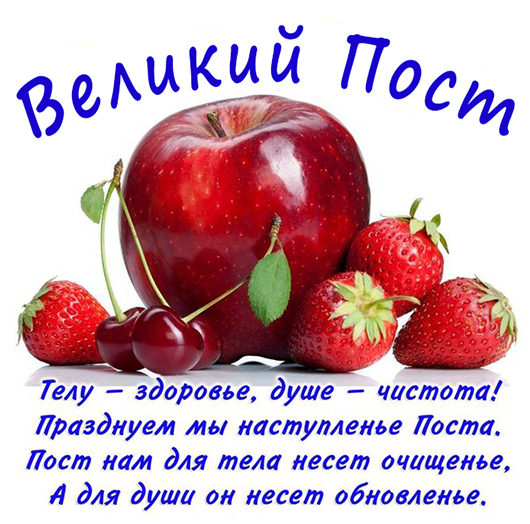 Великий Пост
Телу – здоровье, душе – чистота!
Празднуем мы наступленье Поста.
Пост нам для тела несет очищенье,
А для души он несет обновленье.